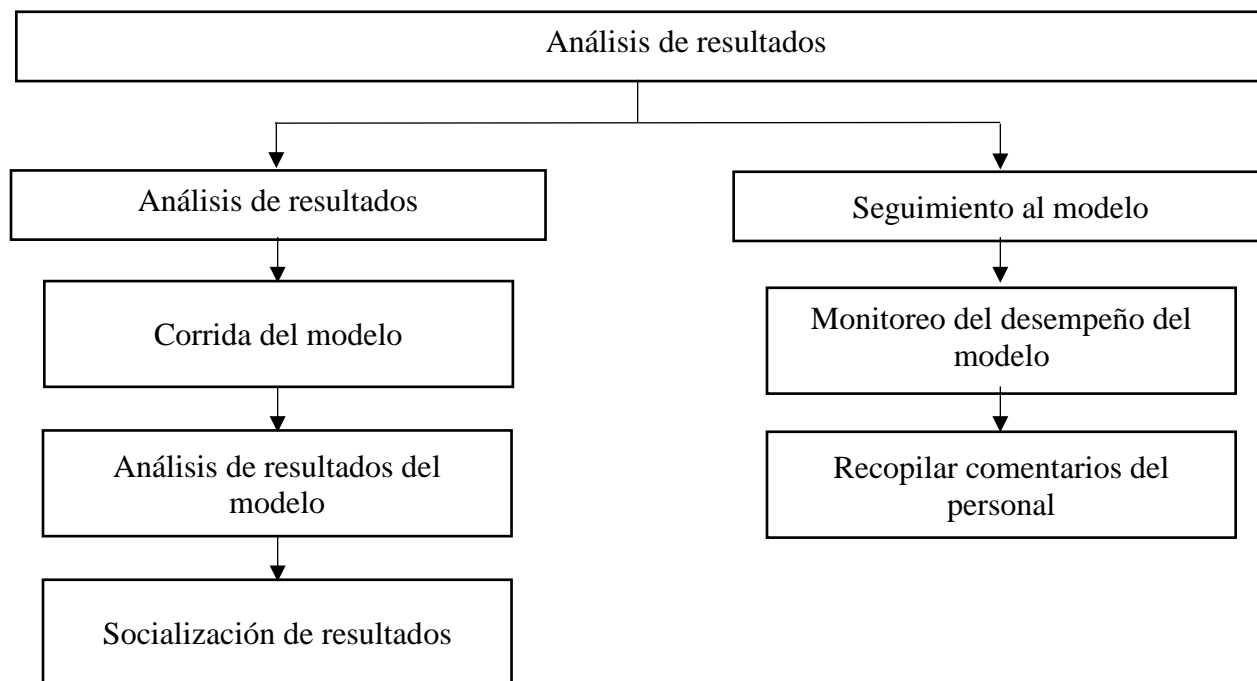 Análisis de resultados
Análisis de resultados
Seguimiento al modelo
Corrida del modelo
Monitoreo del desempeño del
modelo
Análisis de resultados del
modelo
Recopilar comentarios del
personal
Socialización de resultados